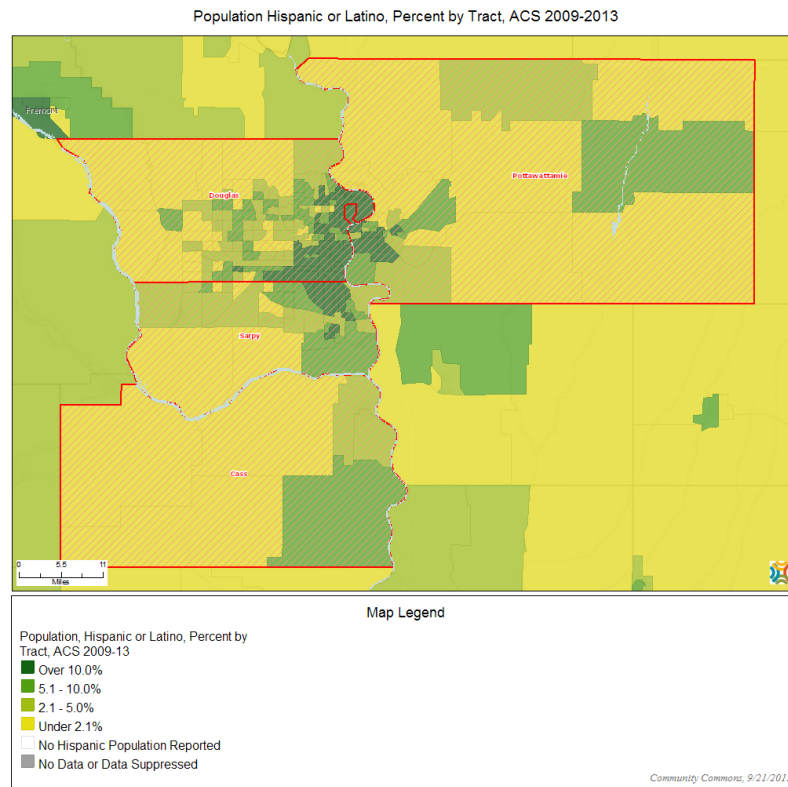 Population Hispanic or Latino, Percent by Tract, ACS 2009-2013
Fremont
Douglas
Pottawattamie
Sarpy
Cass
0 5.5 11
Miles
Map Legend
Population, Hispanic or Latino, Percent by
Tract, ACS 2009-13
Over 10.0%
5.1 - 10.0%
2.1 - 5.0%
Under 2.1%
No Hispanic Population Reported
No Data or Data Suppressed
Community Commons, 9/21/201